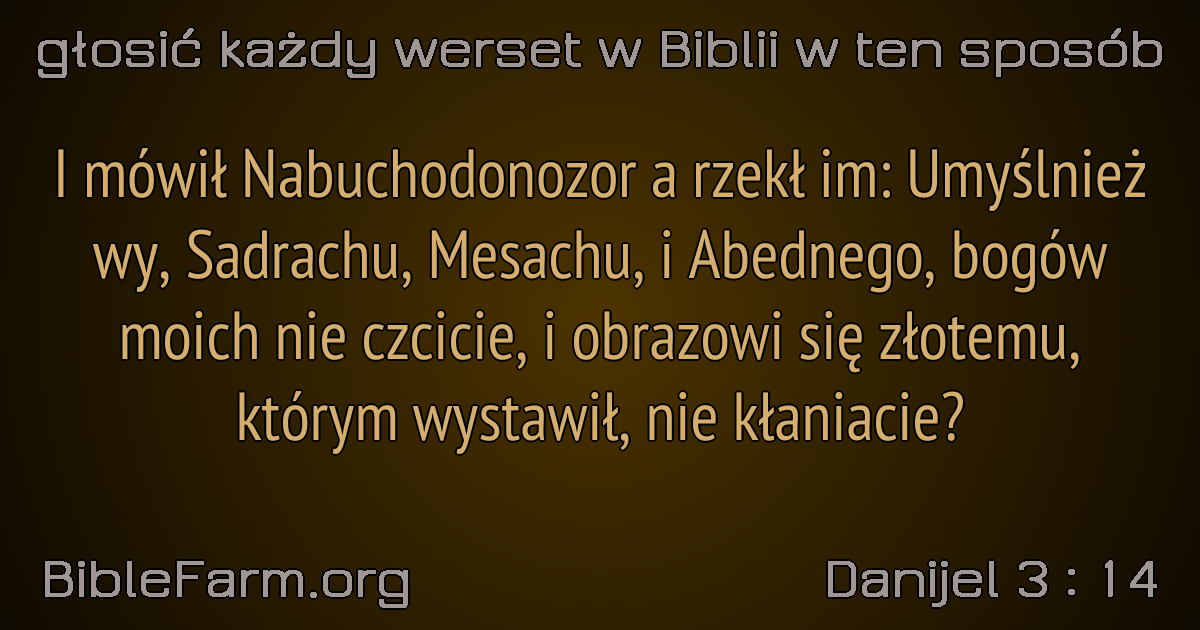 głosić każdy werset w Biblii w ten sposób
I mówił Nabuchodonozor a rzekł im: Umyślnież
wy, Sadrachu, Mesachu, i Abednego, bogów
moich nie czcicie, i obrazowi się złotemu,
którym wystawił, nie kłaniacie?
BibleFarm.org
Danijel 3 : 14